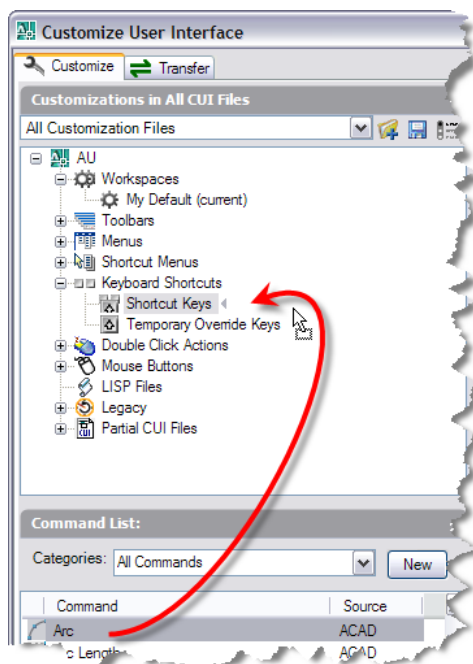 Customize User Interface
Customize Transfer
Customizations in All CUI Files
All Customization Files
AU
Workspaces
My Default (current)
Toolbars
Menus
Shortcut Menus
Keyboard Shortcuts
Shortcut Keys
Temporary Override Keys
Double Click Actions
Mouse Buttons
LISP Files
Legacy
CUI Partial CUI Files
Command List:
Categories: All Commands New
Command Source
Arc ACAD
c Length ACAD